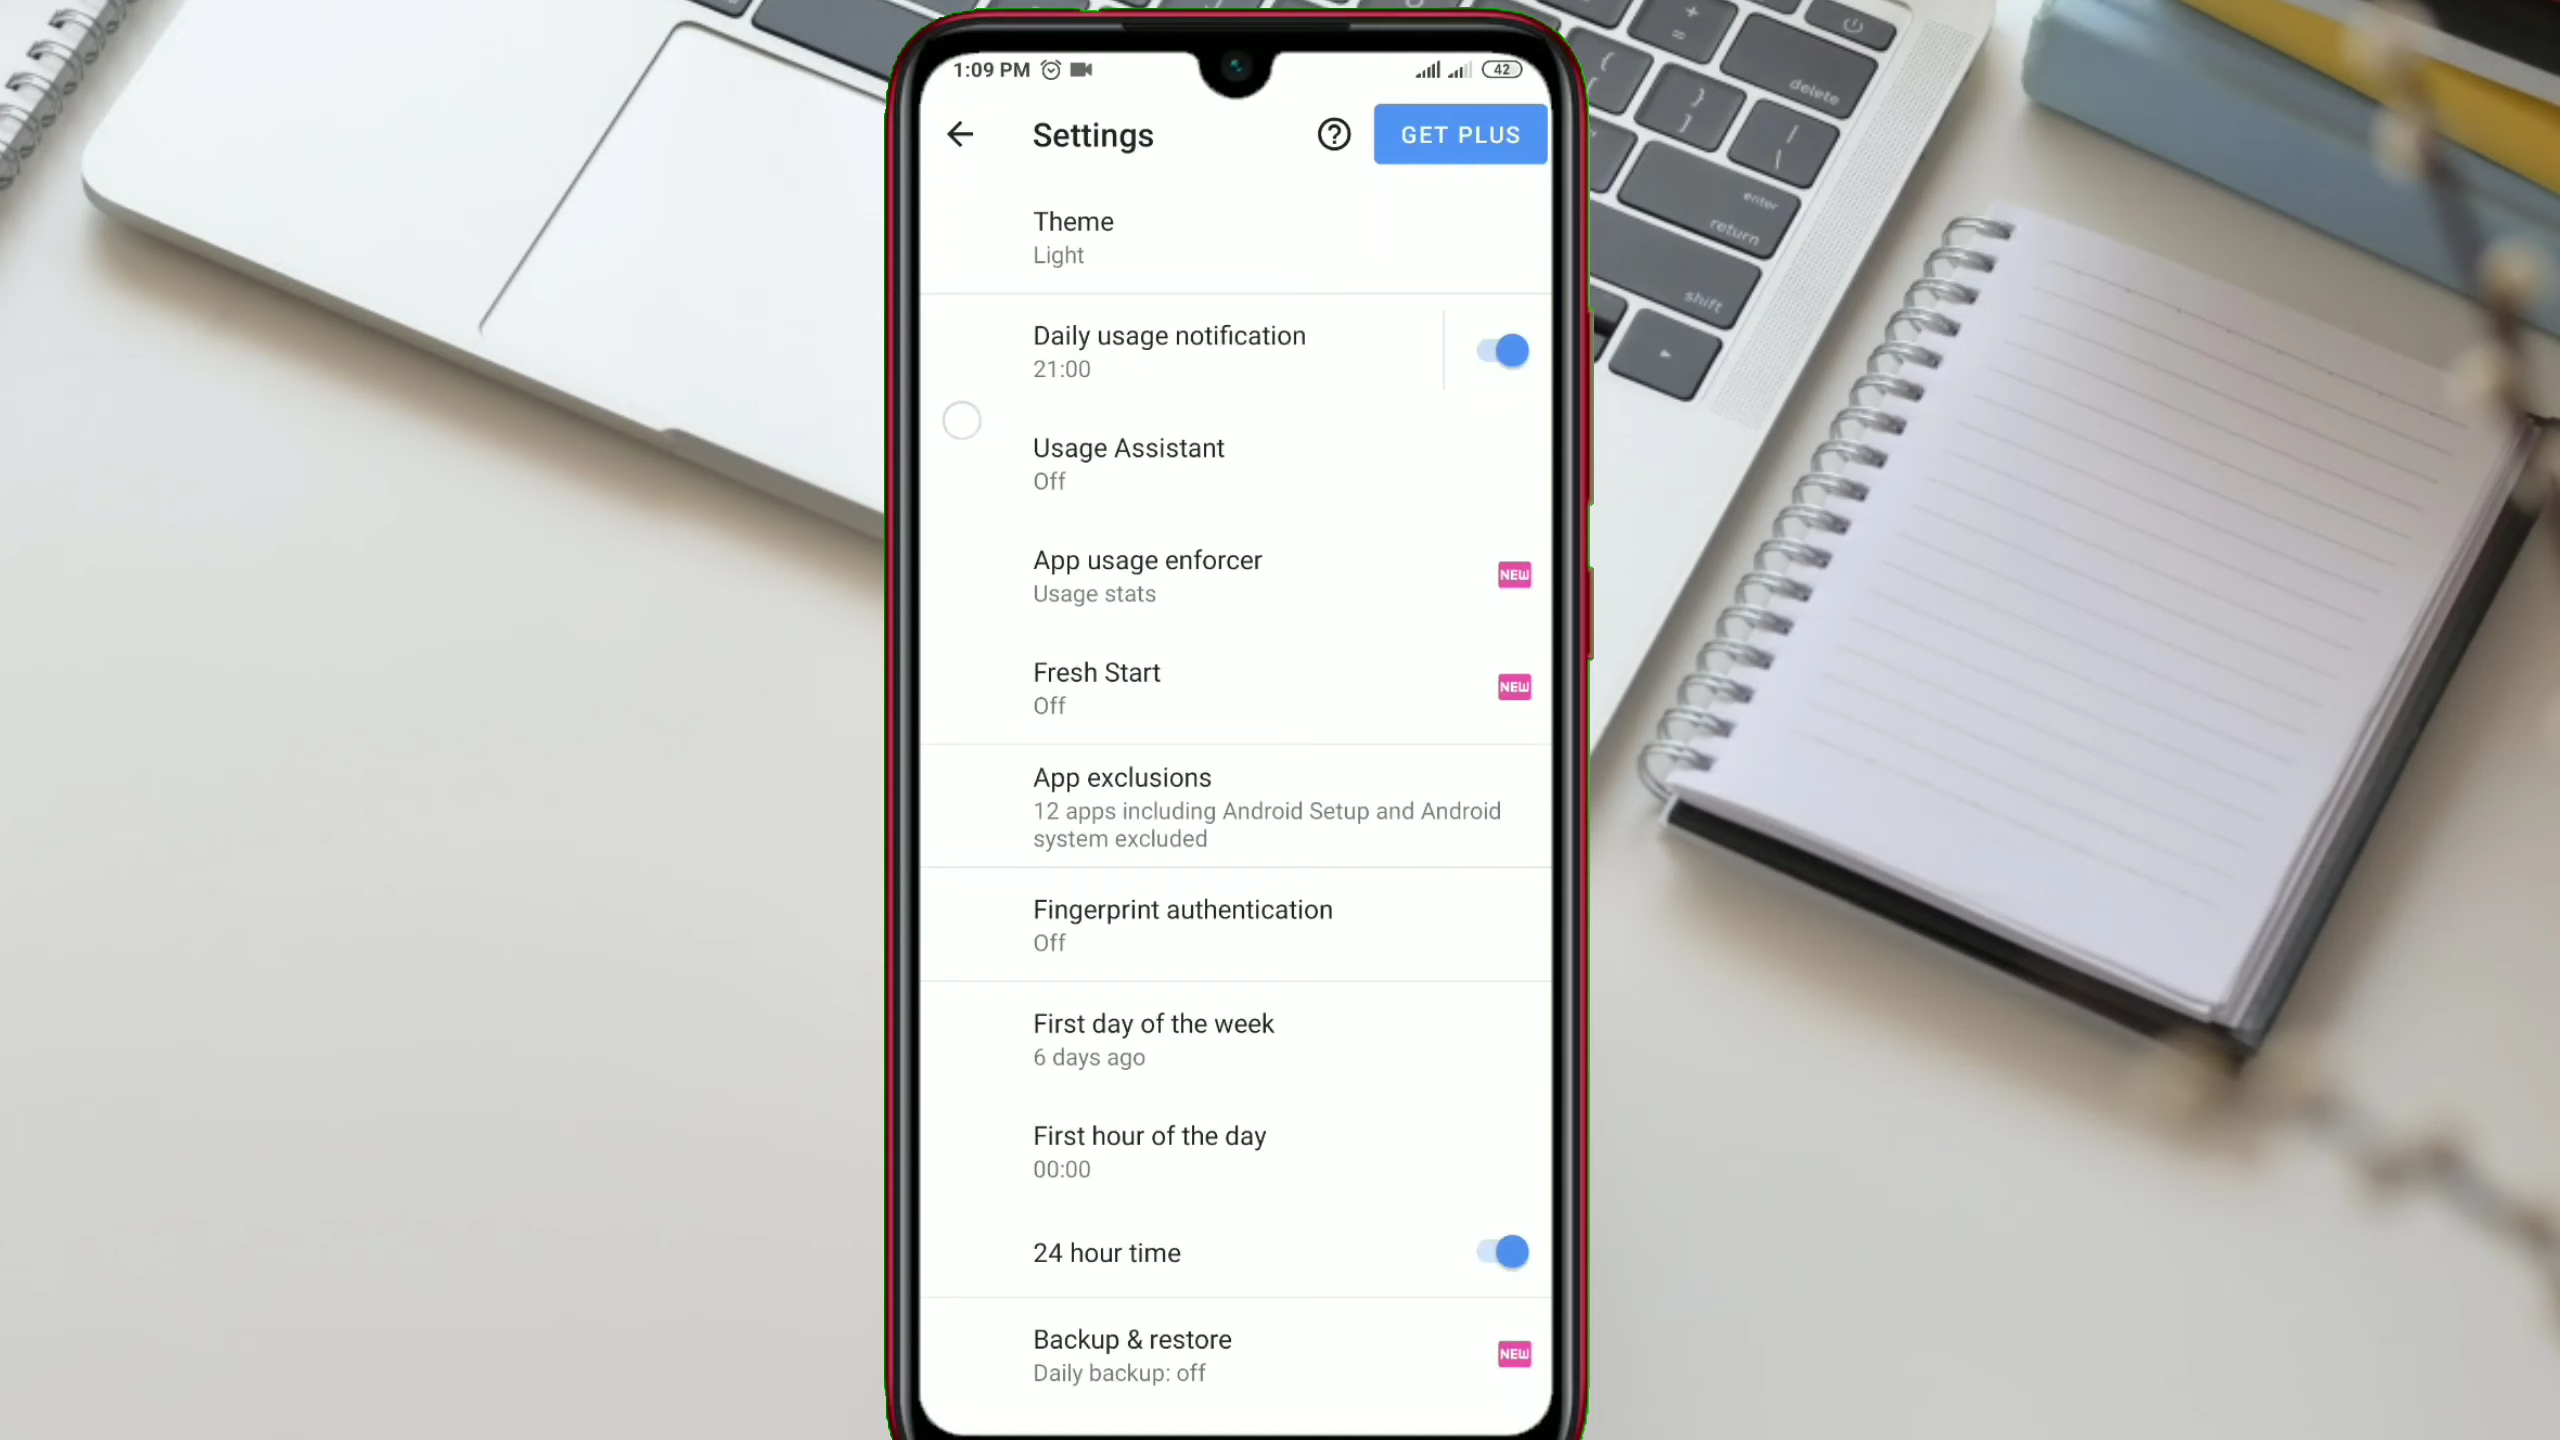 1:09 PM
42
Settings
GET PLUS
Theme
Light
Daily usage notification
21:00
Usage Assistant
Off
App usage enforcer
Usage stats
NEW
Fresh Start
Off
NEW
App exclusions
12 apps including Android Setup and Android
system excluded
Fingerprint authentication
Off
First day of the week
6 days ago
First hour of the day
00:00
24 hour time
Backup & restore
Daily backup: off
NEW
delete
enter
return
shift